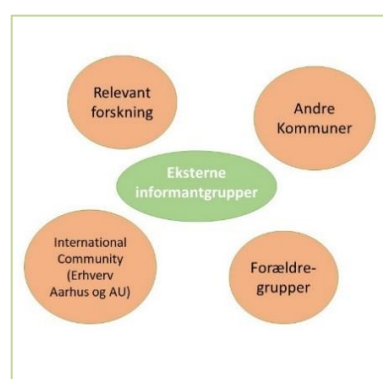 Relevant
forskning
Andre
Kommuner
Eksterne
informantgrupper
International
Community
(Erhverv
Aarhus og AU)
Forældre-
grupper